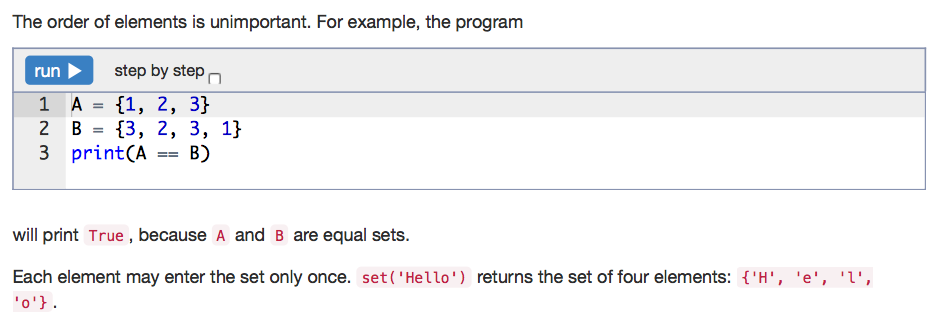 The order of elements is unimportant. For example, the program
run step by step
1 A = {1, 2, 3}
2 B = {3, 2, 3, 1}
3 print(A == B)
will print True , because A and B are equal sets.
Each element may enter the set only once. set('Hello') returns the set of four elements: {'H', 'e', 'l',
'o'} .